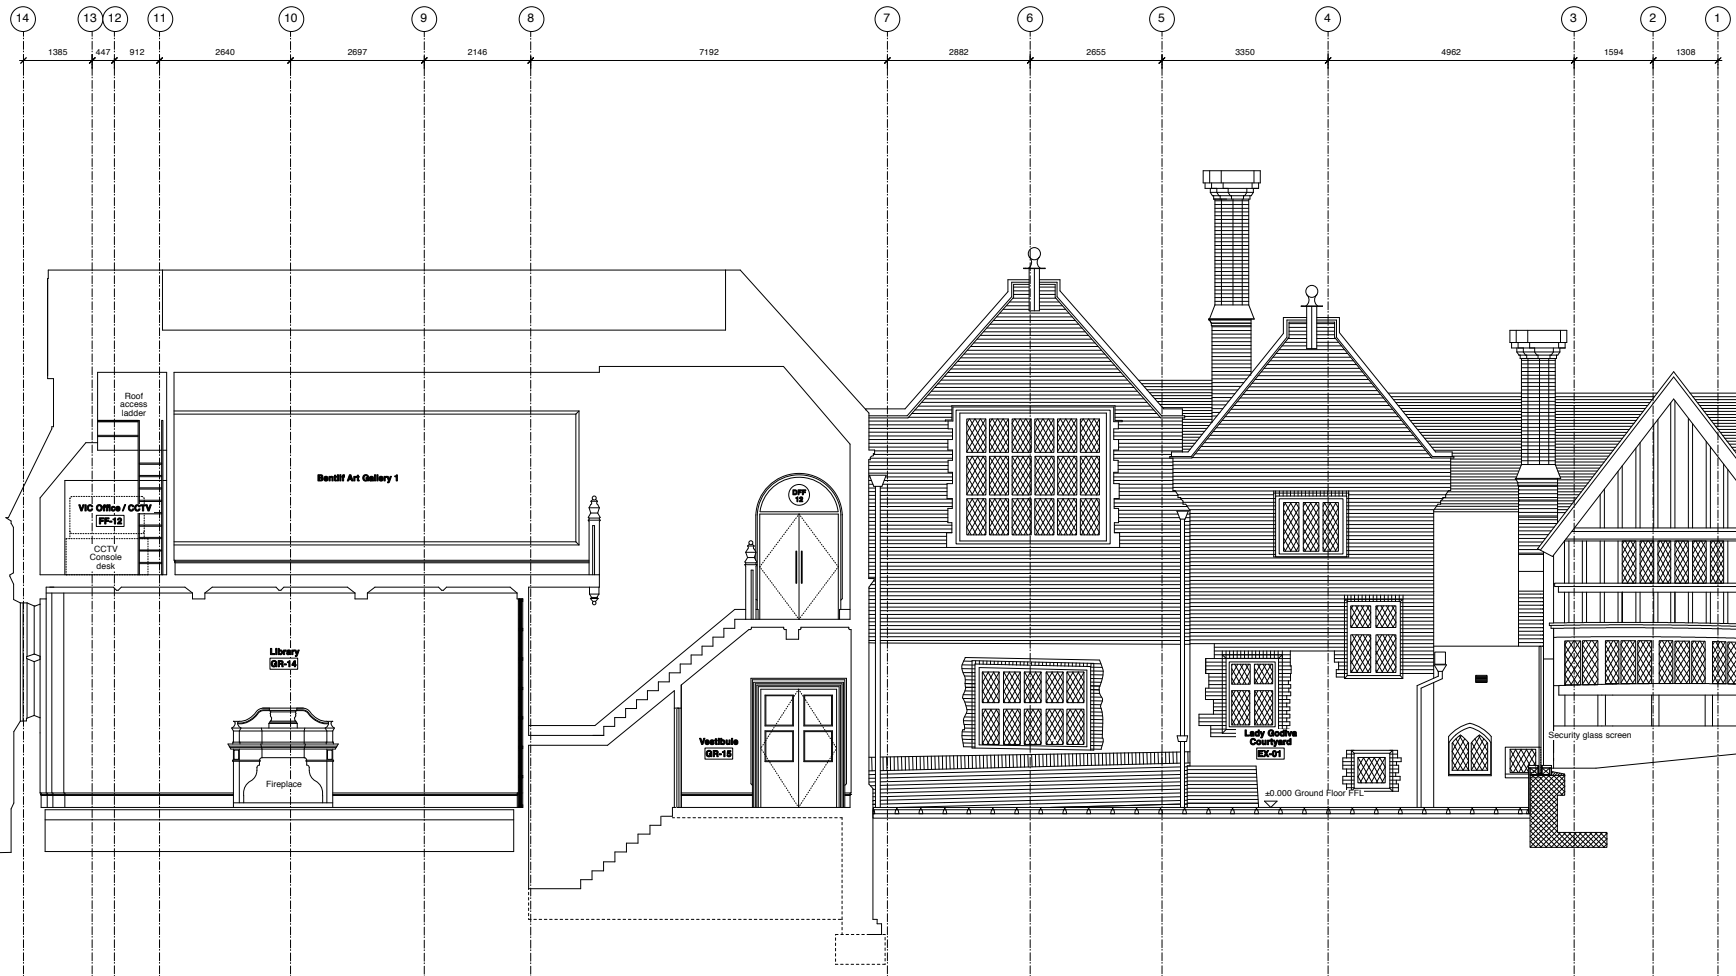 14 13 12 11 10 9 8 7 6 5 4 3 2 1
1385 447 912 2640 2697 2146 7192 2882 2655 3350 4962 1594 1308
Roof
access
ladder
Bentlif Art Gallery 1
DFF
12
VIC Office / CCTV
FF-12
CCTV
Console
desk
Library
GR-14
Fireplace
Vestibule
GR-15
Lady Godiva
Courtyard
EX-01
Security glass screen
±0.000 Ground Floor FFL